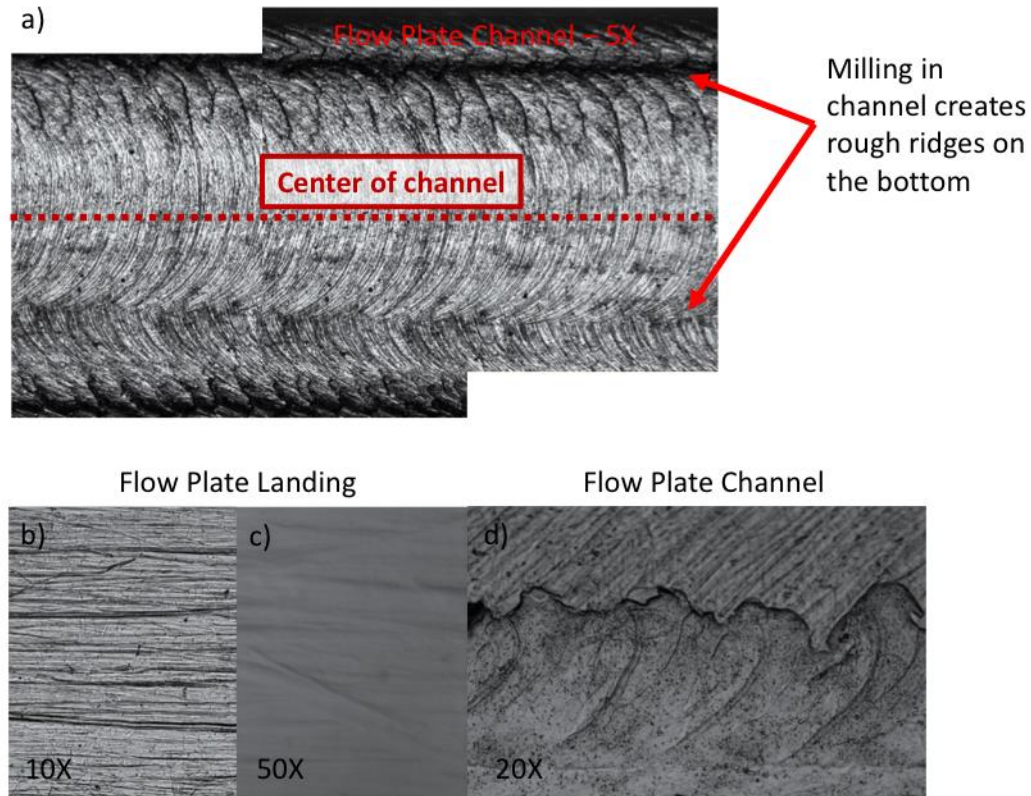 a)
Flow Plate Channel – 5X
Center of channel
Milling in
channel creates
rough ridges on
the bottom
Flow Plate Landing
Flow Plate Channel
b)
c)
d)
10X
50X
20X